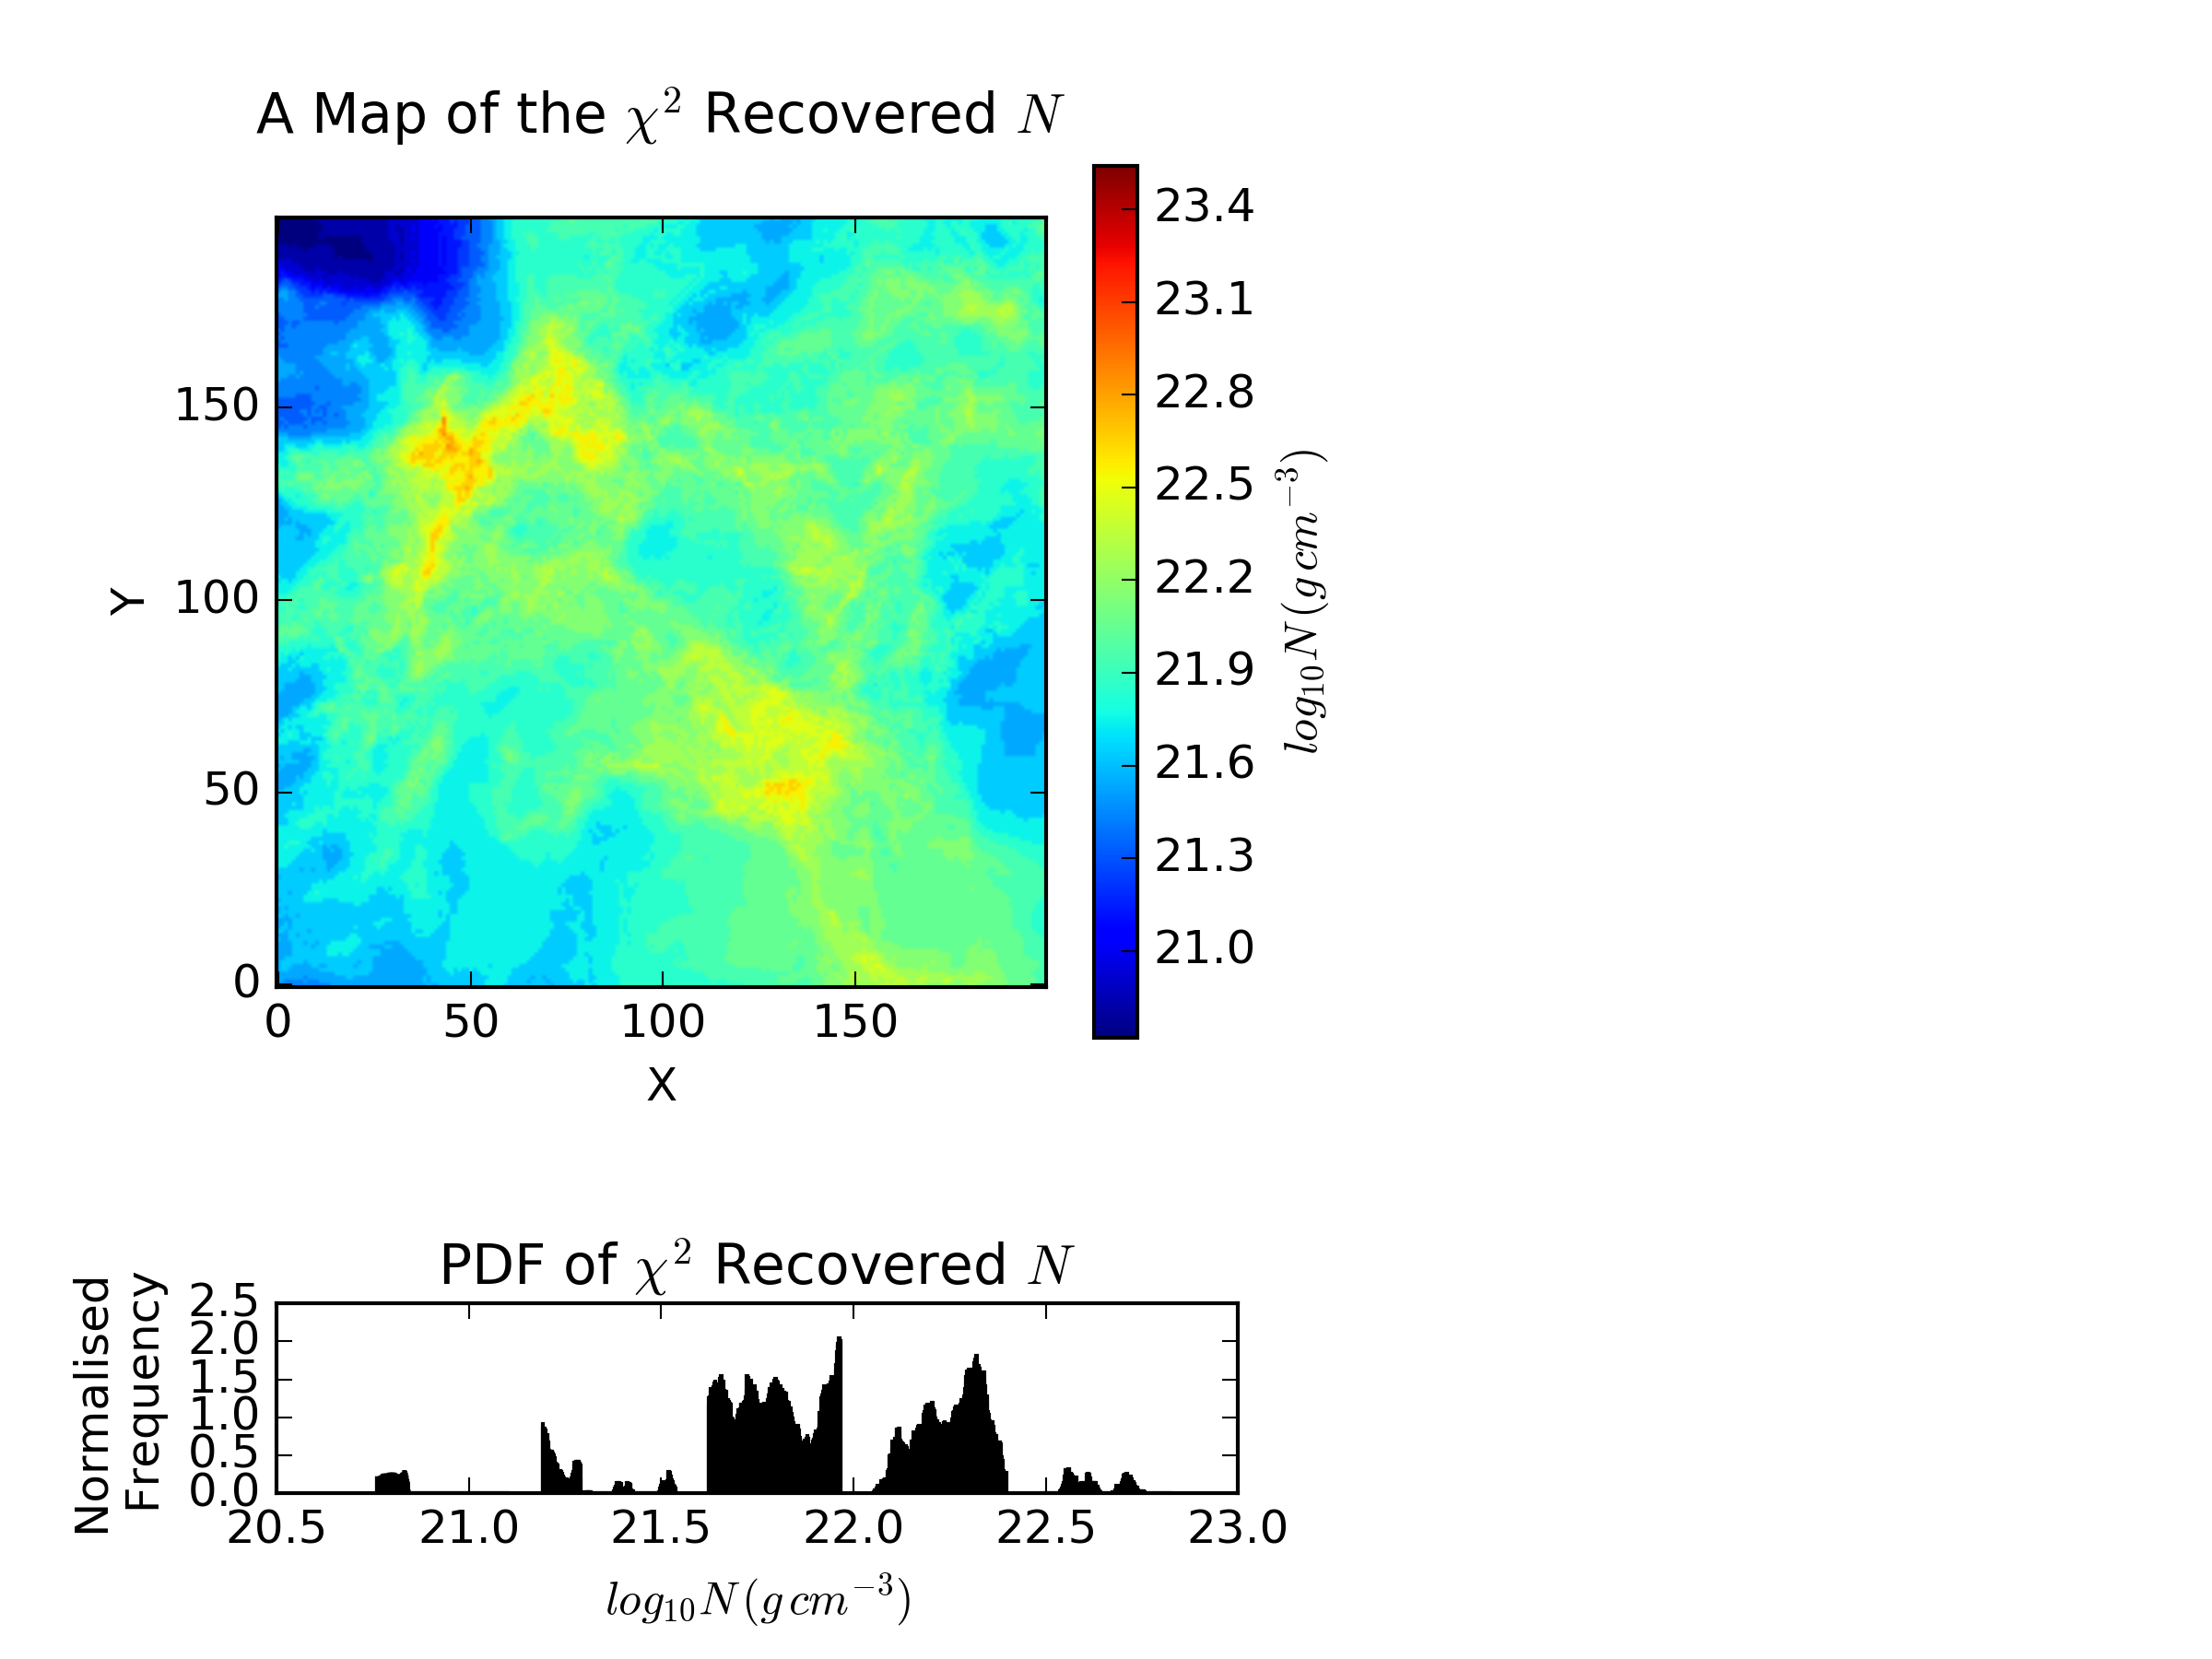 A Map of the χ² Recovered N
23.4
23.1
22.8
22.5
22.2
21.9
21.6
21.3
21.0
log₁₀N(g cm⁻³)
150
100
50
0
Y
0 50 100 150
X
PDF of χ² Recovered N
Normalised
Frequency
2.5
2.0
1.5
1.0
0.5
0.0
20.5 21.0 21.5 22.0 22.5 23.0
log₁₀N(g cm⁻³)